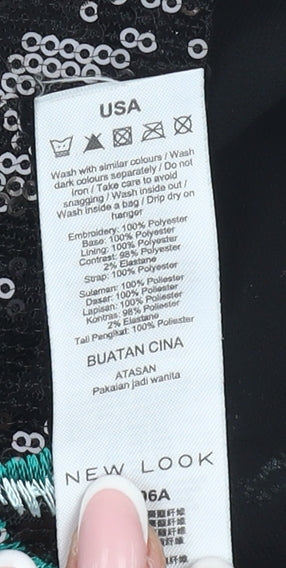 USA
Wash with similar colours / Wash
dark colours separately / Do not
iron / Take care to avoid
snagging / Wash inside out /
Wash inside a bag / Drip dry on
hanger
Embroidery: 100% Polyester
Base: 100% Polyester
Lining: 100% Polyester
Contrast: 98% Polyester
2% Elastane
Strap: 100% Polyester
Sulaman: 100% Poliester
Dasar: 100% Poliester
Lapisan: 100% Poliester
Kontras: 98% Poliester
2% Elastane
Tali Pengikat: 100% Poliester
BUATAN CINA
ATASAN
Pakaian jadi wanita
NEW LOOK
06A